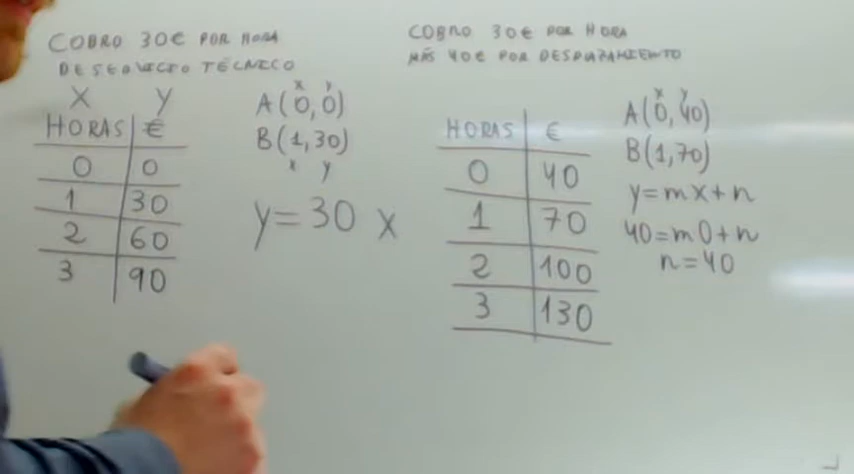 COBRO 30€ POR HORA
DE SERVICIO TÉCNICO
X Y
HORAS €
0 0
1 30
2 60
3 90
x y
A(0,0)
B(1,30)
x y
y=30 x
COBRO 30€ POR HORA
MÁS 40€ POR DESPLAZAMIENTO
HORAS €
0 40
1 70
2 100
3 130
x y
A(0,40)
B(1,70)
y=mx+n
40=m0+n
n=40